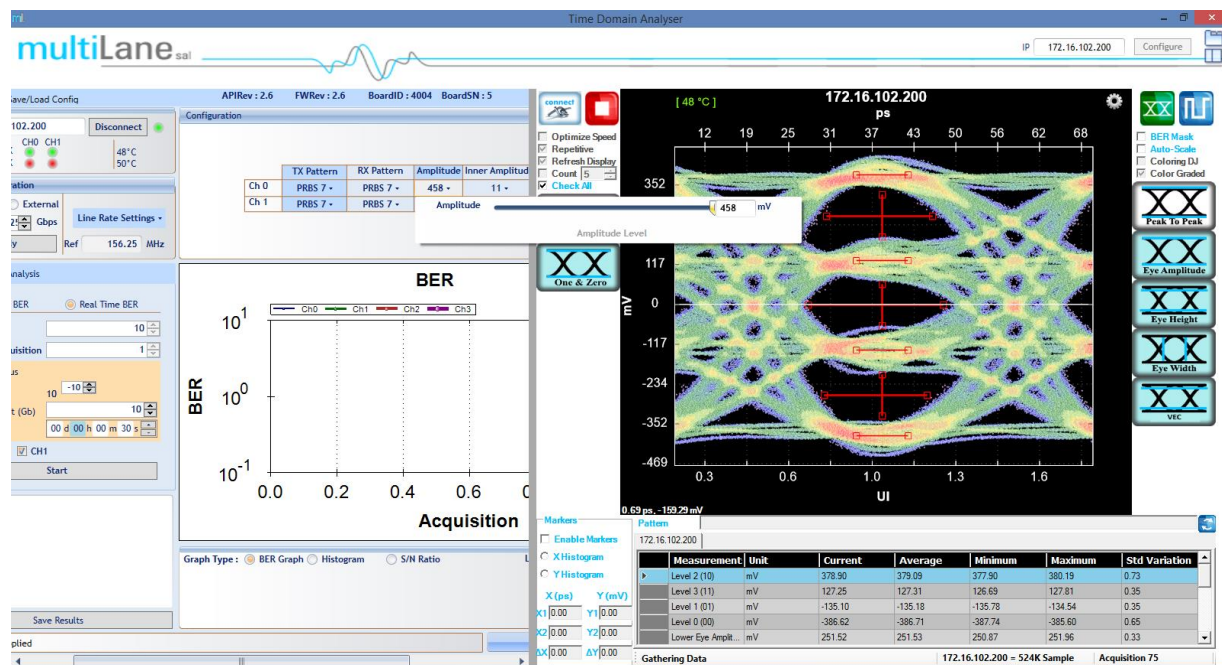 ml Time Domain Analyser
multiLane sal
IP 172.16.102.200 Configure
Save/Load Config
APIRev : 2.6 FWRev : 2.6 BoardID : 4004 BoardSN : 5
102.200 Disconnect
CH0 CH1
48°C
50°C
External
Gbps Line Rate Settings
Ref 156.25 MHz
Analysis
BER Real Time BER
10
1
10 -10
t (Gb) 10
00 d 00 h 00 m 30 s
CH1
Start
Save Results
plied
Configuration
TX Pattern RX Pattern Amplitude Inner Amplitud
Ch 0 PRBS 7 PRBS 7 458 11
Ch 1 PRBS 7 PRBS 7
Amplitude 458 mV
Amplitude Level
BER
Ch0 Ch1 Ch2 Ch3
10^1
10^0
10^-1
BER
0.0 0.2 0.4 0.6
Acquisition
Graph Type : BER Graph Histogram S/N Ratio
connect
Optimize Speed
Repetitive
Refresh Display
Count 5
Check All
One & Zero
[ 48 °C ] 172.16.102.200
ps
12 19 25 31 37 43 50 56 62 68
352
117
0
-117
-234
-352
-469
mV
0.3 0.6 1.0 1.3 1.6
UI
0.69 ps, -159.29 mV
BER Mask
Auto-Scale
Coloring DJ
Color Graded
Peak To Peak
Eye Amplitude
Eye Height
Eye Width
VEC
Markers
Enable Markers
X Histogram
Y Histogram
X (ps) Y (mV)
X1 0.00 Y1 0.00
X2 0.00 Y2 0.00
ΔX 0.00 ΔY 0.00
Pattern
172.16.102.200
Measurement Unit Current Average Minimum Maximum Std Variation
Level 2 (10) mV 378.90 379.09 377.90 380.19 0.73
Level 3 (11) mV 127.25 127.31 126.69 127.81 0.35
Level 1 (01) mV -135.10 -135.18 -135.78 -134.54 0.35
Level 0 (00) mV -386.62 -386.71 -387.74 -385.60 0.65
Lower Eye Amplit... mV 251.52 251.53 250.87 251.96 0.33
Gathering Data 172.16.102.200 = 524K Sample Acquisition 75